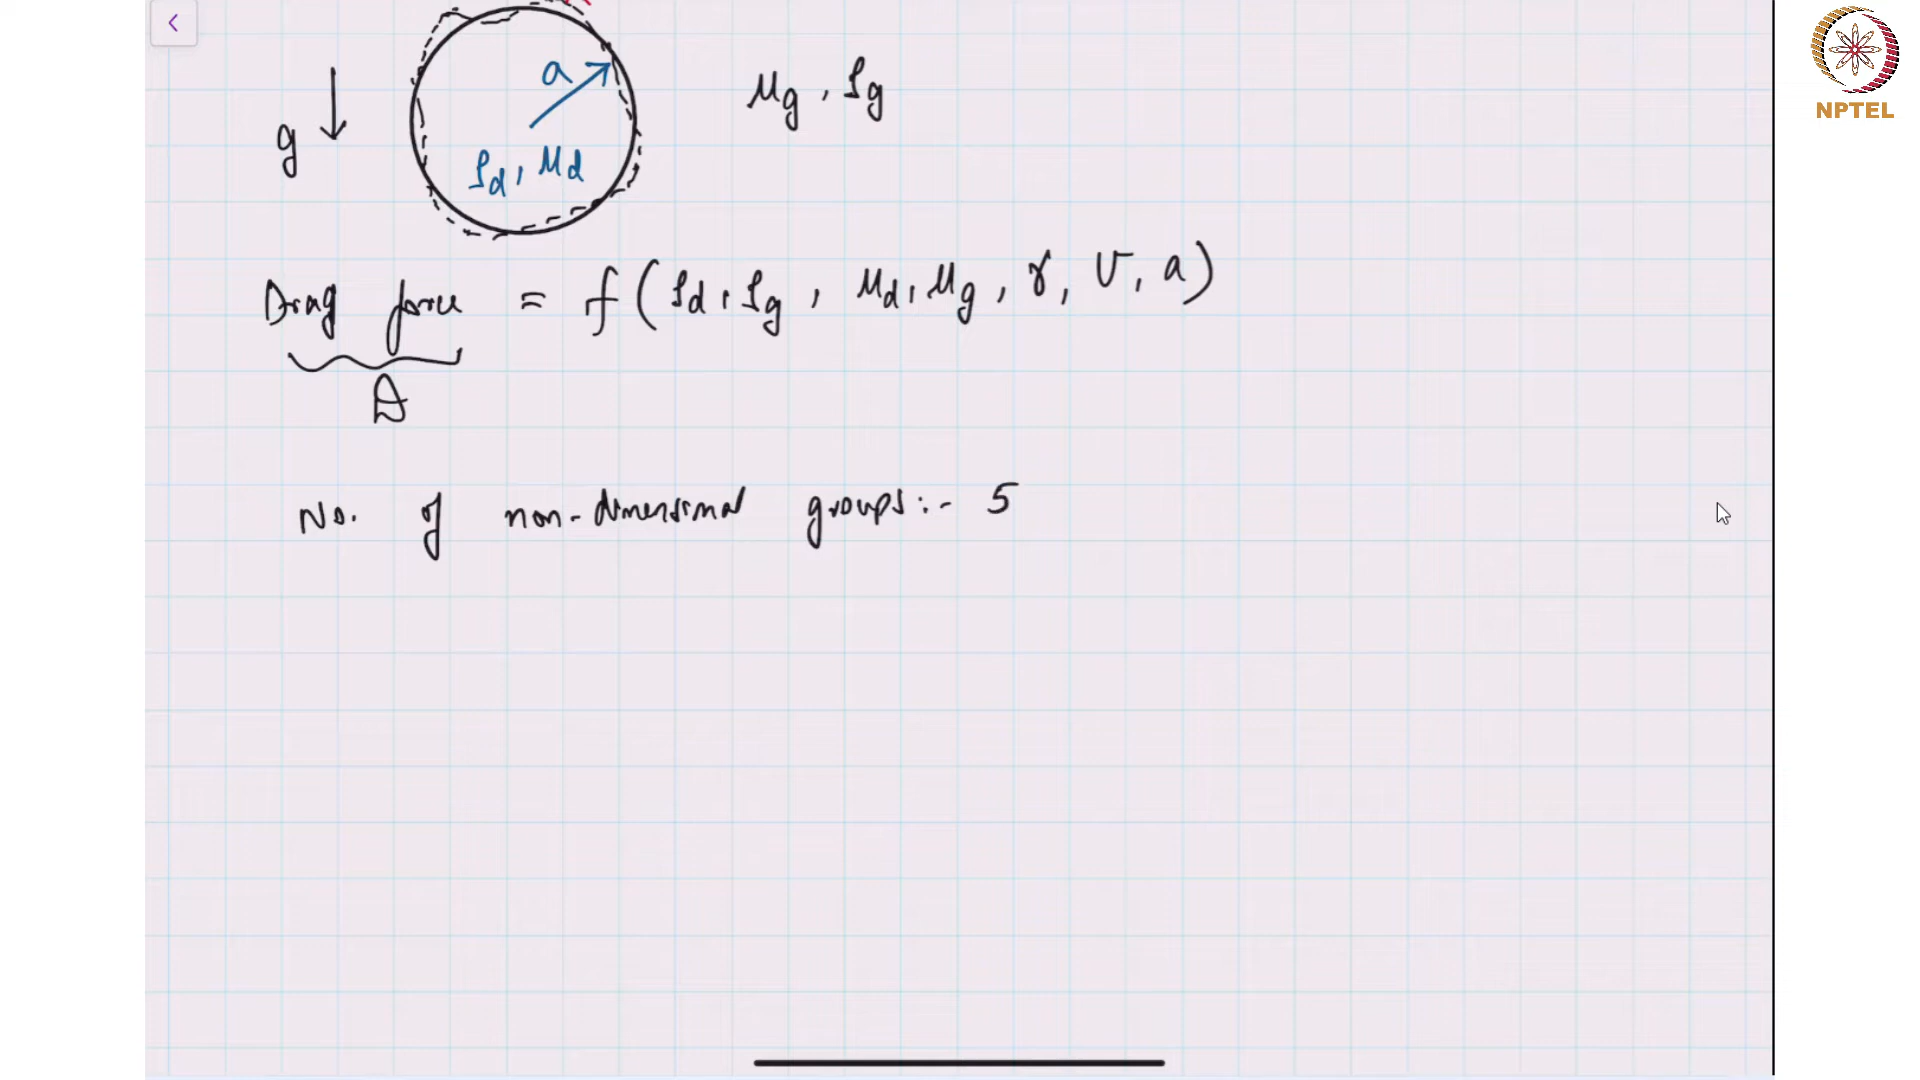 a
μg , ρg
g
ρd , μd
Drag force = f ( ρd , ρg , μd , μg , γ , U , a )
D
No. of non-dimensional groups :- 5
NPTEL